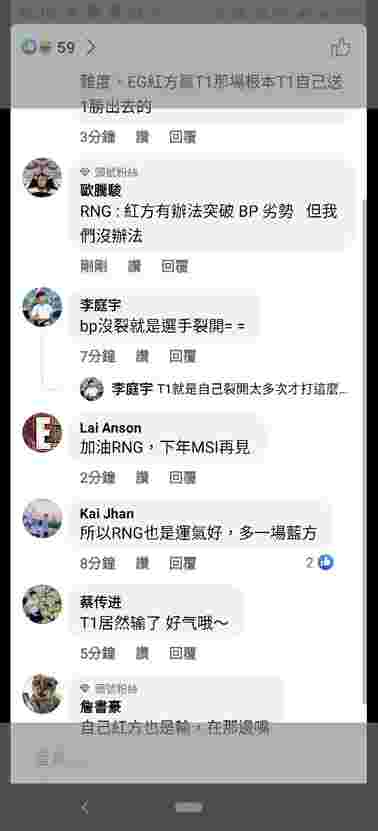 59
難度，EG紅方贏T1那場根本T1自己送
1勝出去的
3分鐘 讚 回覆
頭號粉絲
歐騰駿
RNG : 紅方有辦法突破 BP 劣勢 但我
們沒辦法
剛剛 讚 回覆
李庭宇
bp沒裂就是選手裂開= =
7分鐘 讚 回覆
李庭宇 T1就是自己裂開太多次才打這麼...
Lai Anson
加油RNG，下年MSI再見
2分鐘 讚 回覆
Kai Jhan
所以RNG也是運氣好，多一場藍方
8分鐘 讚 回覆 2
蔡传进
T1居然输了 好气哦～
5分鐘 讚 回覆
頭號粉絲
詹書豪
自己紅方也是輸，在那邊嘴